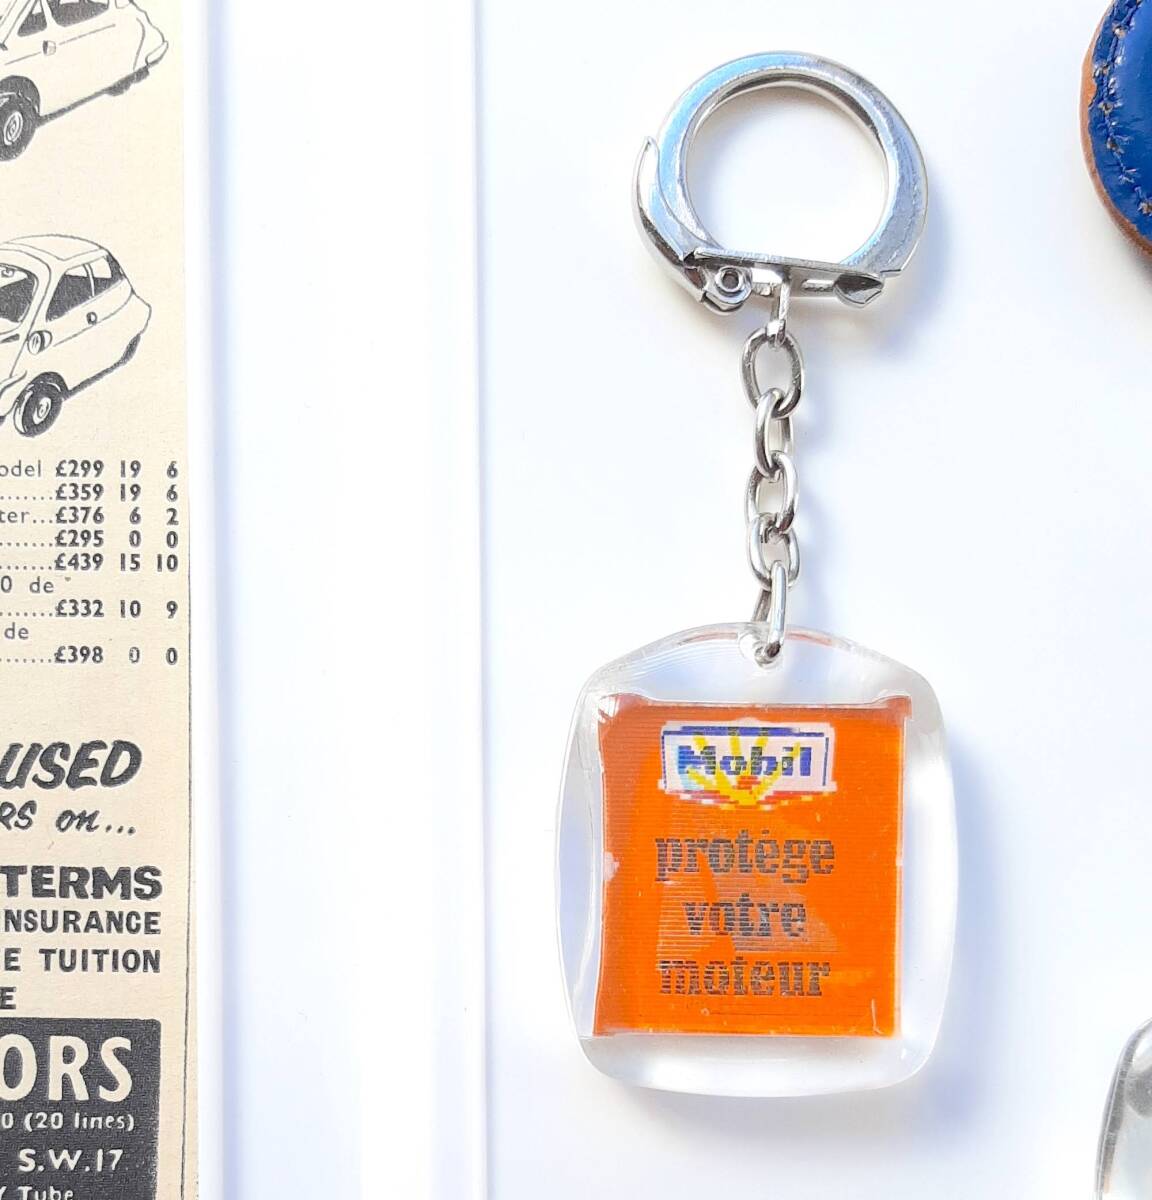 odel £299 19 6
.......£359 19 6
ter...£376 6 2
.......£295 0 0
.......£439 15 10
0 de
.......£332 10 9
de
.......£398 0 0
USED
RS on...
TERMS
NSURANCE
E TUITION
E
ORS
0 (20 lines)
S.W.17
Y Tube
Mobil
protège
votre
moteur